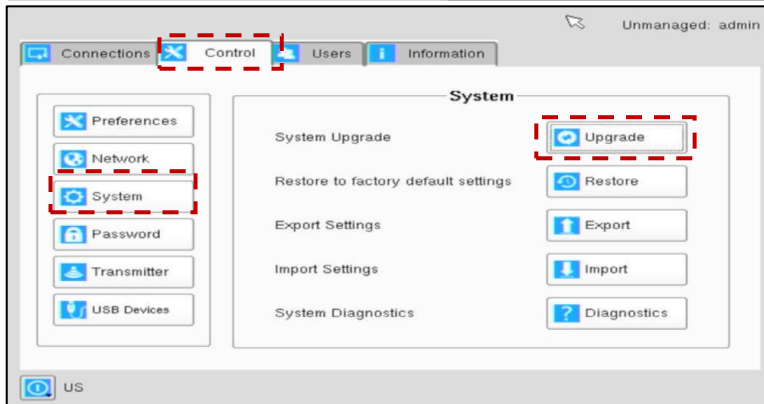 Unmanaged: admin
Connections Control Users Information
System
Preferences
Network
System
Password
Transmitter
USB Devices
System Upgrade Upgrade
Restore to factory default settings Restore
Export Settings Export
Import Settings Import
System Diagnostics Diagnostics
US